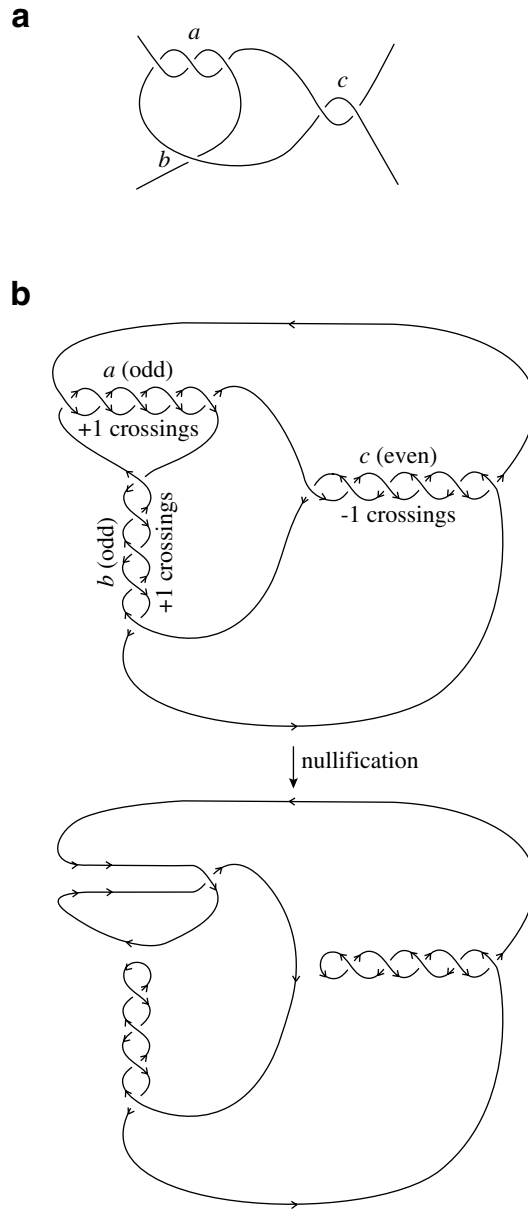 a
a
c
b
b
a (odd)
+1 crossings
c (even)
-1 crossings
b (odd)
+1 crossings
nullification